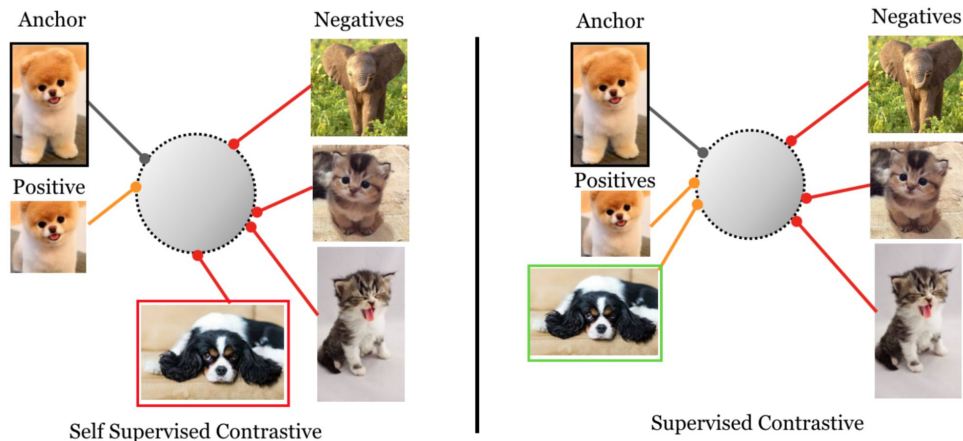 Anchor
Negatives
Positive
Self Supervised Contrastive
Anchor
Negatives
Positives
Supervised Contrastive